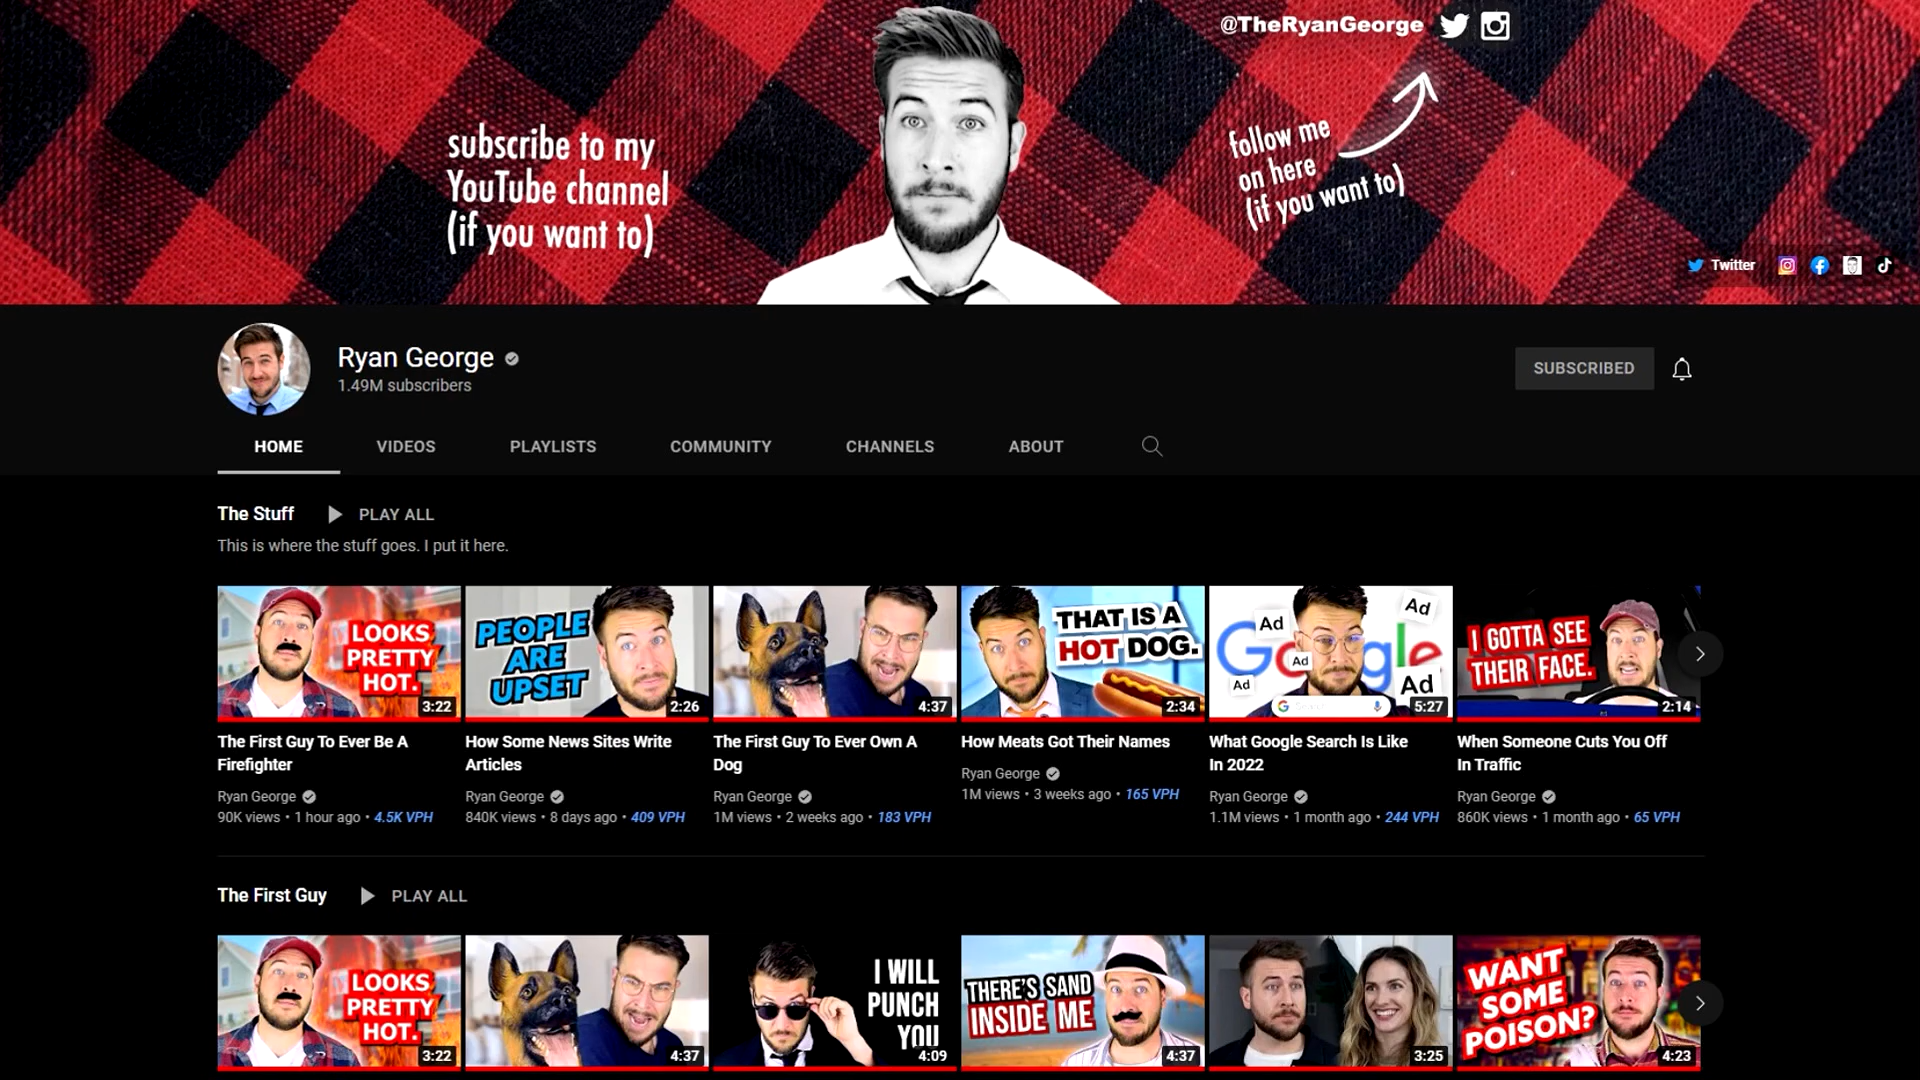 @TheRyanGeorge
subscribe to my
YouTube channel
(if you want to)
follow me
on here
(if you want to)
Twitter
Ryan George
1.49M subscribers
SUBSCRIBED
HOME VIDEOS PLAYLISTS COMMUNITY CHANNELS ABOUT
The Stuff PLAY ALL
This is where the stuff goes. I put it here.
LOOKS
PRETTY
HOT.
3:22
PEOPLE
ARE
UPSET
2:26
4:37
THAT IS A
HOT DOG.
2:34
Google
Ad
Ad
Ad
Ad
Ad
5:27
I GOTTA SEE
THEIR FACE.
2:14
The First Guy To Ever Be A
Firefighter
Ryan George
90K views • 1 hour ago • 4.5K VPH
How Some News Sites Write
Articles
Ryan George
840K views • 8 days ago • 409 VPH
The First Guy To Ever Own A
Dog
Ryan George
1M views • 2 weeks ago • 183 VPH
How Meats Got Their Names
Ryan George
1M views • 3 weeks ago • 165 VPH
What Google Search Is Like
In 2022
Ryan George
1.1M views • 1 month ago • 244 VPH
When Someone Cuts You Off
In Traffic
Ryan George
860K views • 1 month ago • 65 VPH
The First Guy PLAY ALL
LOOKS
PRETTY
HOT.
3:22
4:37
I WILL
PUNCH
YOU
4:09
THERE'S SAND
INSIDE ME
4:37
3:25
WANT
SOME
POISON?
4:23